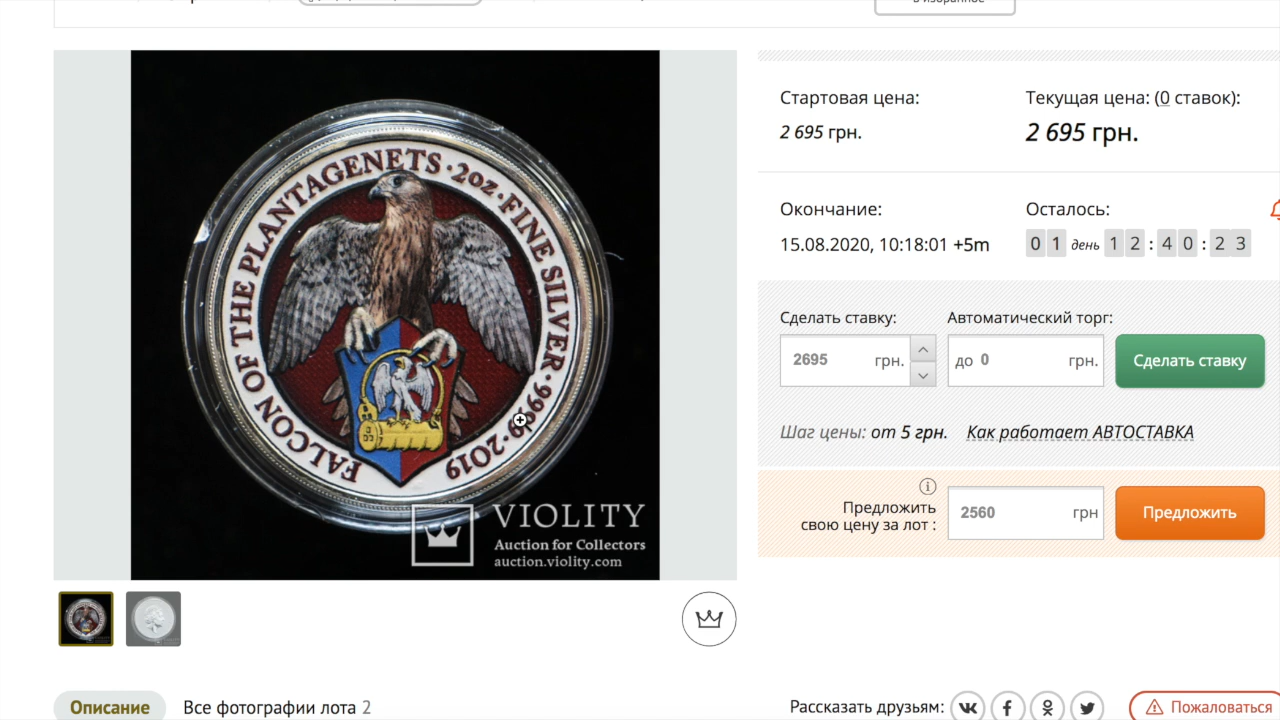 в избранное
FALCON OF THE PLANTAGENETS · 2oz · FINE SILVER · 9999 · 2019
VIOLITY
Auction for Collectors
auction.violity.com
Стартовая цена:
2 695 грн.
Текущая цена: (0 ставок):
2 695 грн.
Окончание:
15.08.2020, 10:18:01 +5m
Осталось:
01 день 12:40:23
Сделать ставку:
2695 грн.
Автоматический торг:
до 0 грн.
Сделать ставку
Шаг цены: от 5 грн. Как работает АВТОСТАВКА
Предложить
свою цену за лот :
2560 грн
Предложить
Описание
Все фотографии лота 2
Рассказать друзьям:
Пожаловаться